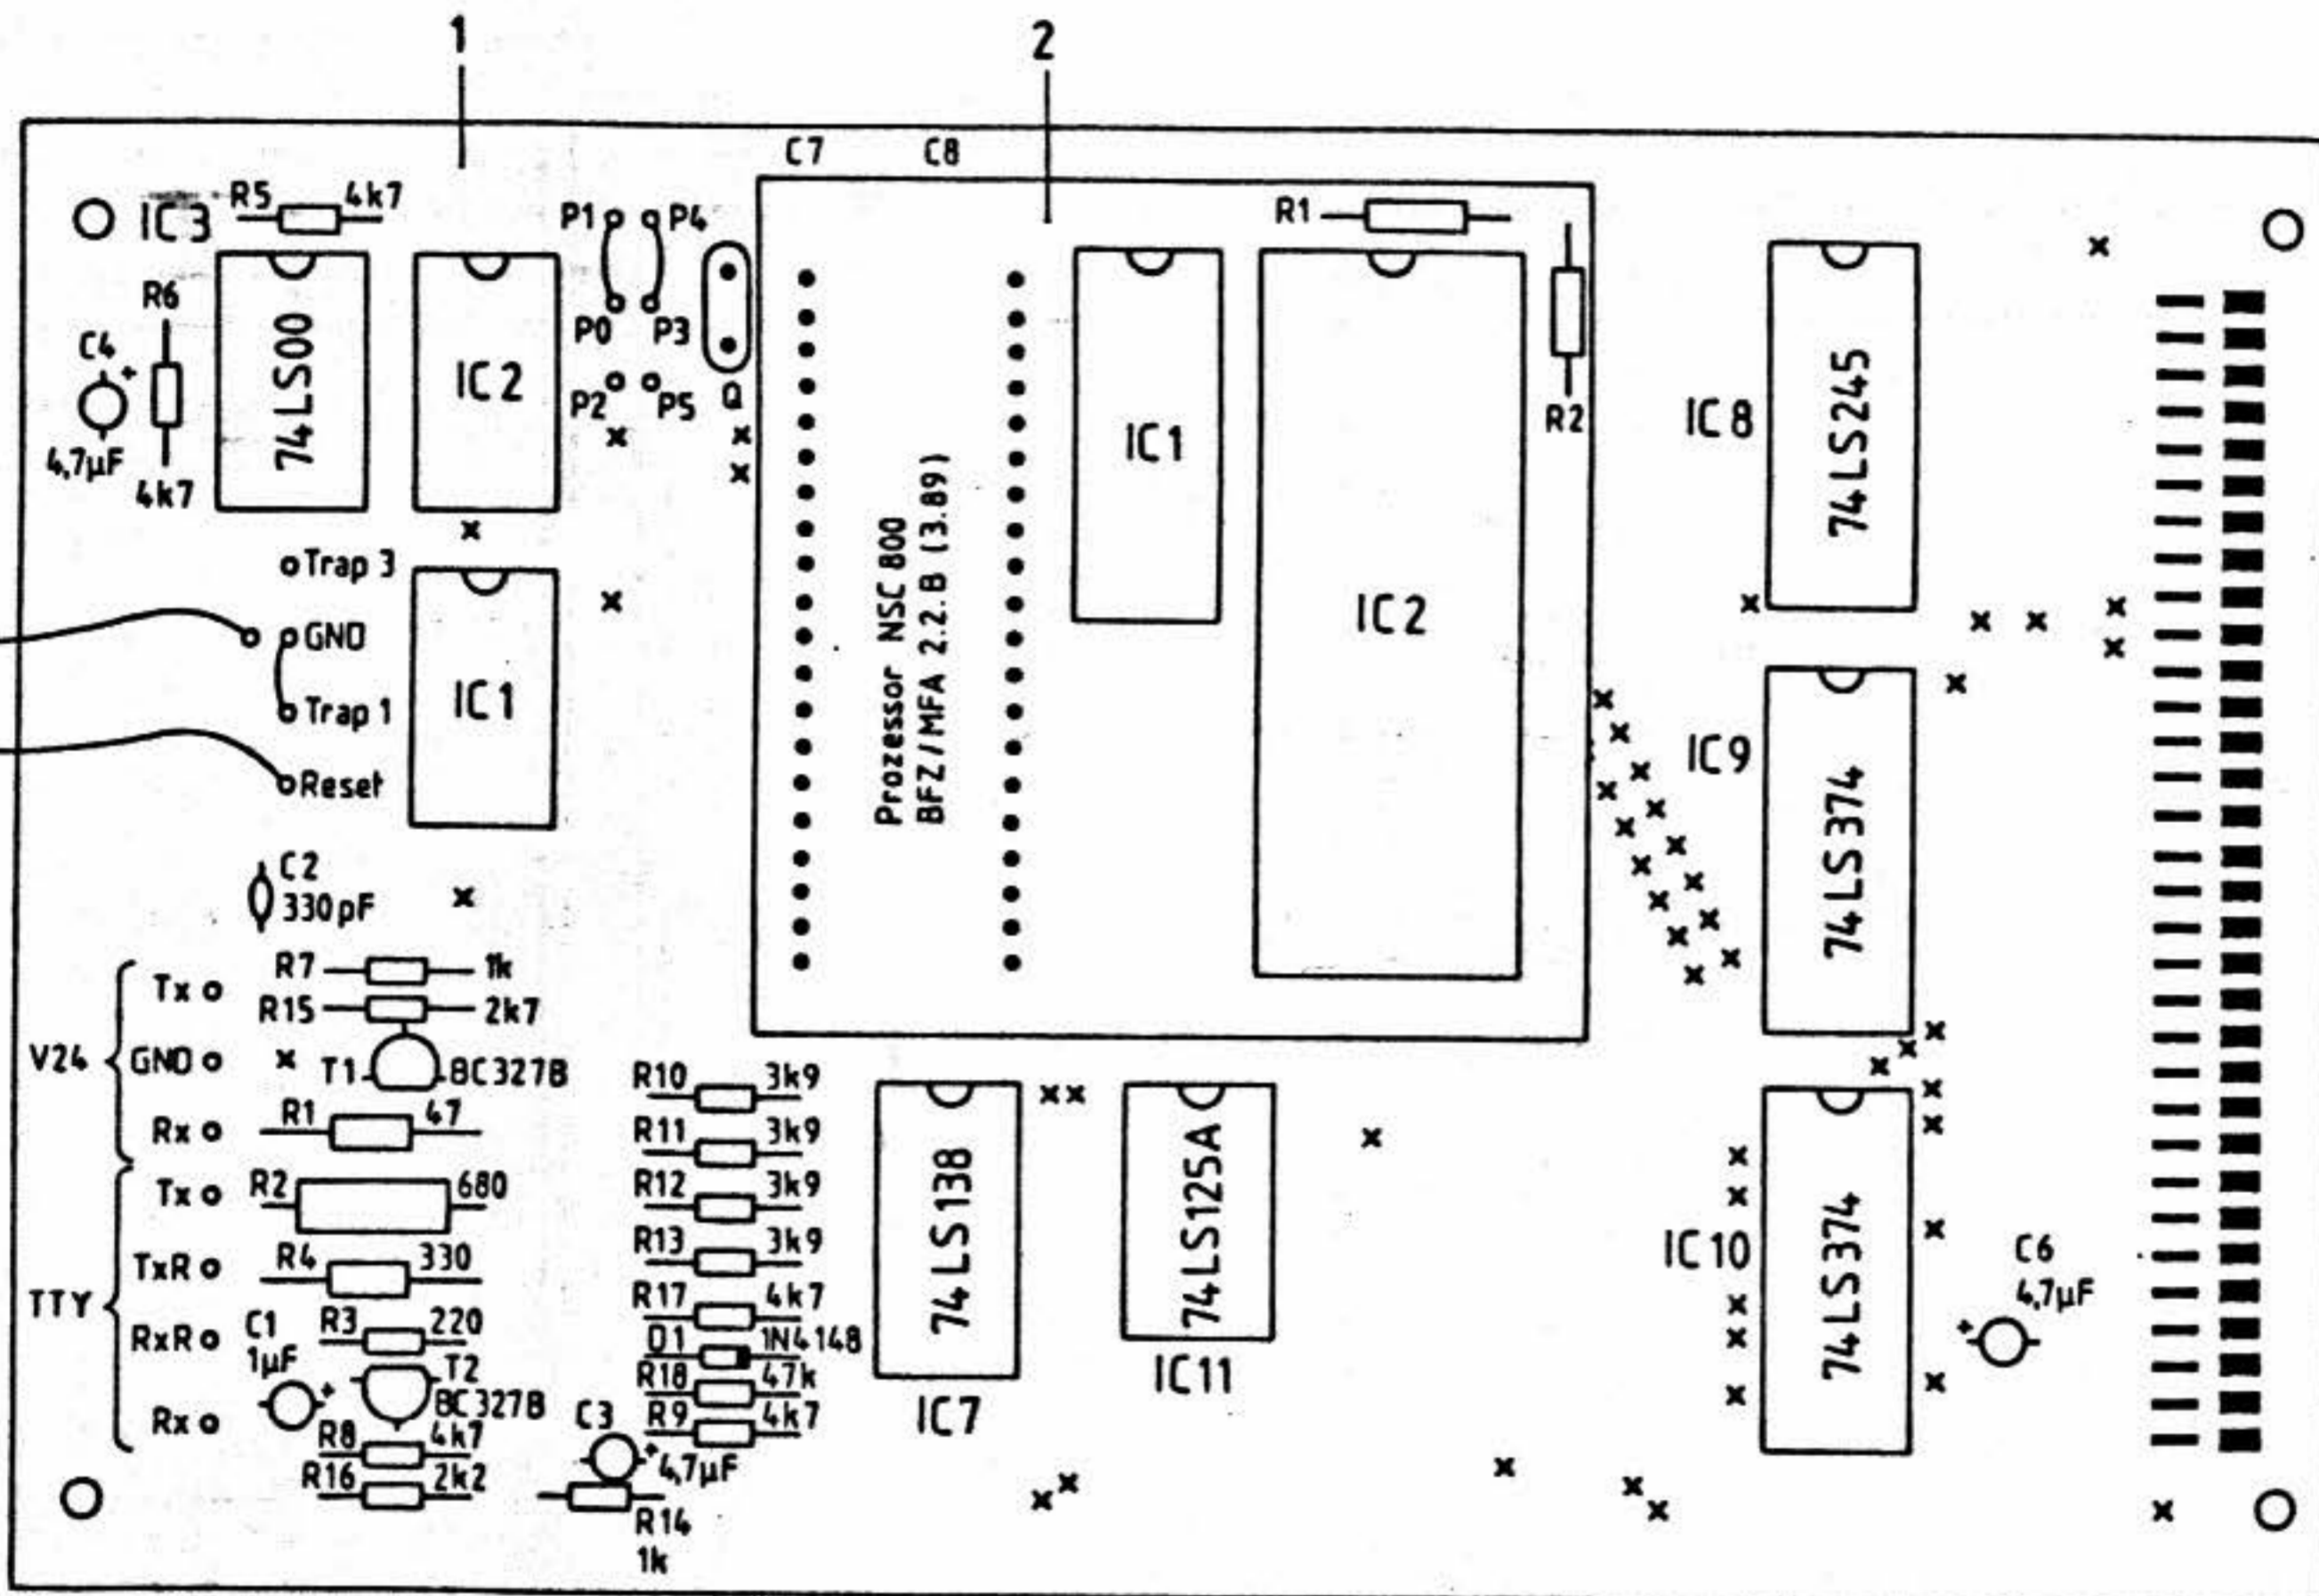 1
2
C7
C8
IC3
R5
4k7
P1
P4
R1
R6
P0
P3
C4
74LS00
IC2
P2
P5
Q
R2
IC8
74LS245
4,7µF
4k7
IC1
Prozessor NSC 800
BFZ/MFA 2.2.B (3.89)
IC2
Trap 3
GND
Trap 1
IC1
Reset
IC9
74LS374
C2
330pF
R7
1k
R15
2k7
T1
BC327B
R1
47
V24
Tx
GND
Rx
TTY
Tx
TxR
RxR
Rx
R2
680
R4
330
C1
1µF
R3
220
T2
BC327B
R8
4k7
R16
2k2
R10
3k9
R11
3k9
R12
3k9
R13
3k9
R17
4k7
D1
1N4148
R18
47k
R9
4k7
C3
4,7µF
R14
1k
74LS138
IC7
74LS125A
IC11
IC10
74LS374
C6
4,7µF